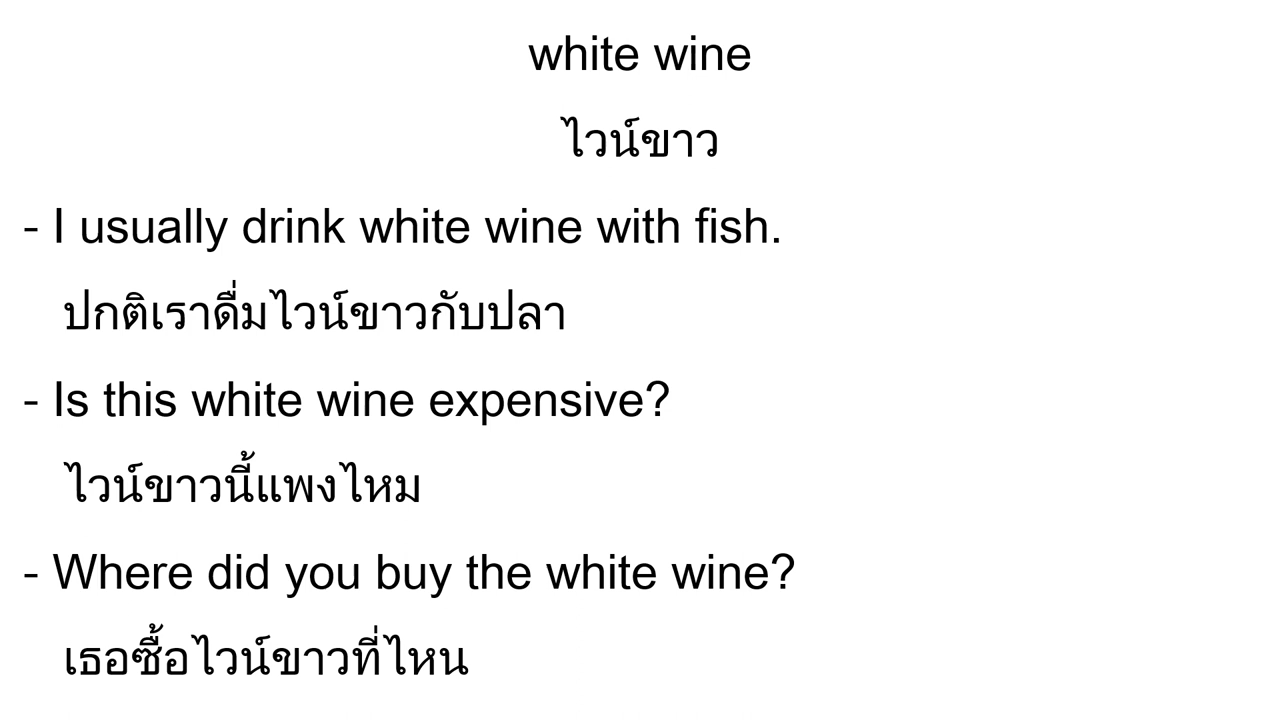 white wine
ไวน์ขาว
- I usually drink white wine with fish.
ปกติเราดื่มไวน์ขาวกับปลา
- Is this white wine expensive?
ไวน์ขาวนี้แพงไหม
- Where did you buy the white wine?
เธอซื้อไวน์ขาวที่ไหน